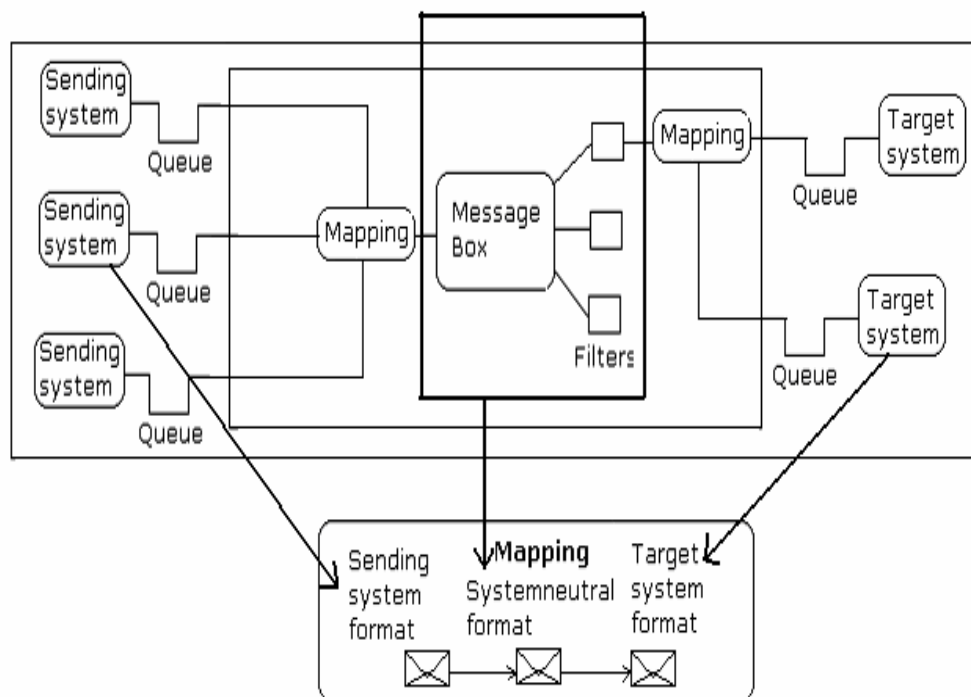 Sending
system
Queue
Sending
system
Queue
Sending
system
Queue
Mapping
Message
Box
Filters
Mapping
Queue
Target
system
Queue
Target
system
Mapping
Sending
system
format
Systemneutral
format
Target
system
format